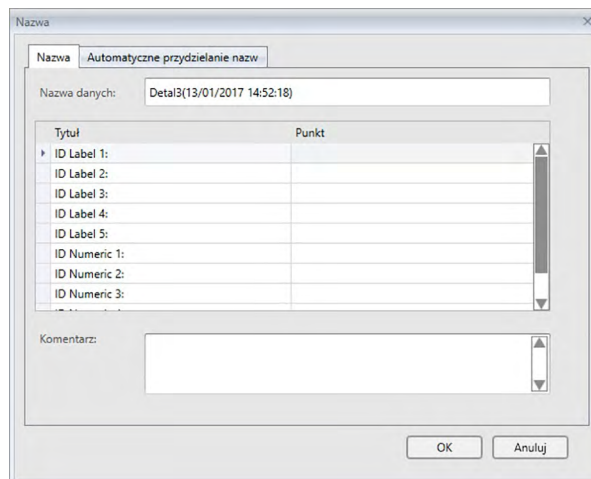 Nazwa
Nazwa Automatyczne przydzielanie nazw
Nazwa danych: Detal3(13/01/2017 14:52:18)
Tytuł Punkt
ID Label 1:
ID Label 2:
ID Label 3:
ID Label 4:
ID Label 5:
ID Numeric 1:
ID Numeric 2:
ID Numeric 3:
Komentarz:
OK Anuluj